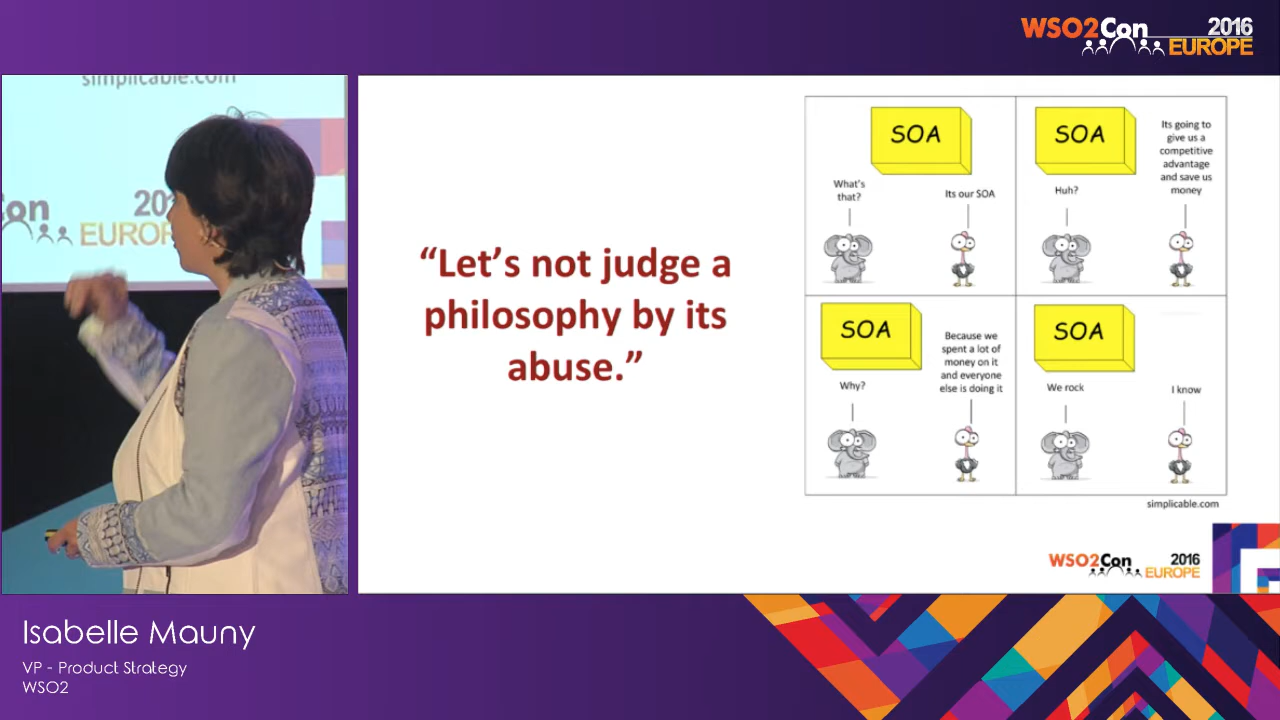 WSO2Con 2016
EUROPE
simplicable.com
Con 20
EUROP
“Let’s not judge a
philosophy by its
abuse.”
SOA
What's
that?
Its our SOA
SOA
Huh?
Its going to
give us a
competitive
advantage
and save us
money
SOA
Why?
Because we
spent a lot of
money on it
and everyone
else is doing it
SOA
We rock
I know
simplicable.com
WSO2Con 2016
EUROPE
Isabelle Mauny
VP - Product Strategy
WSO2